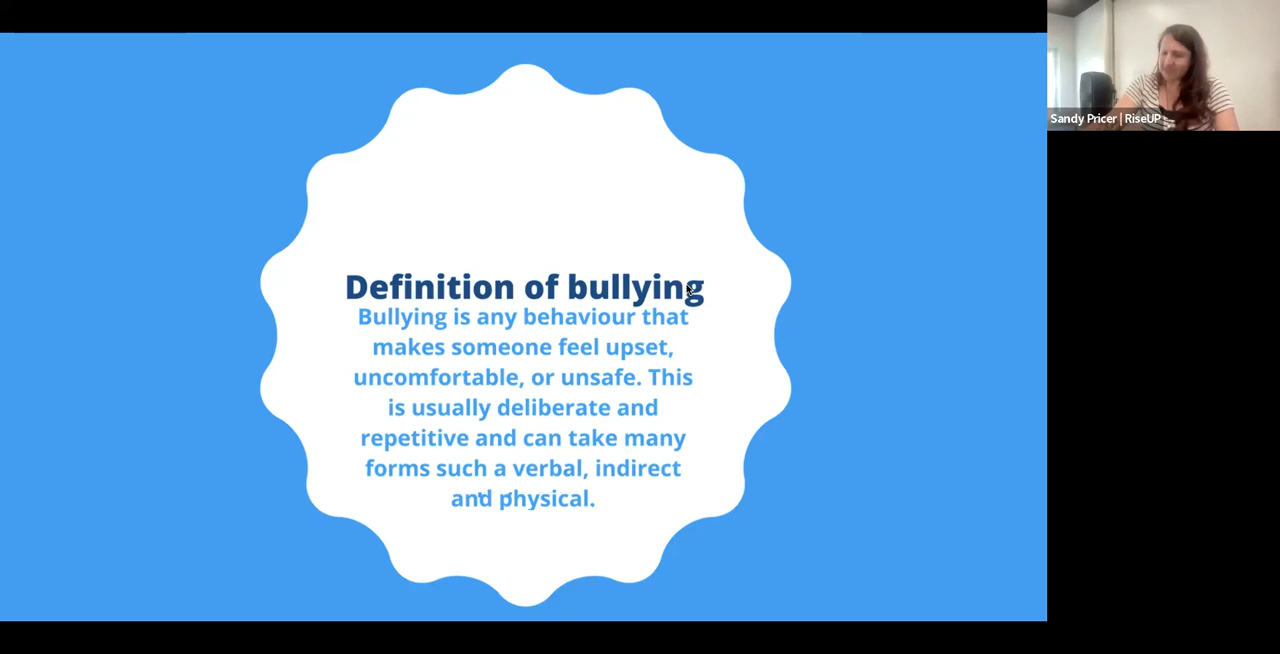 Definition of bullying
Bullying is any behaviour that
makes someone feel upset,
uncomfortable, or unsafe. This
is usually deliberate and
repetitive and can take many
forms such a verbal, indirect
and physical.
Sandy Pricer | RiseUP